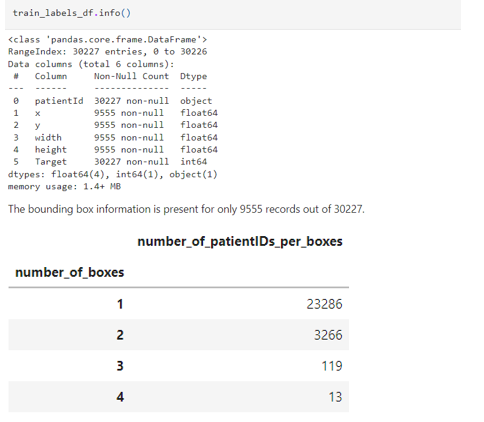 train_labels_df.info()
<class 'pandas.core.frame.DataFrame'>
RangeIndex: 30227 entries, 0 to 30226
Data columns (total 6 columns):
 #   Column     Non-Null Count  Dtype
---  ------     --------------  -----
 0   patientId  30227 non-null  object
 1   x          9555 non-null   float64
 2   y          9555 non-null   float64
 3   width      9555 non-null   float64
 4   height     9555 non-null   float64
 5   Target     30227 non-null  int64
dtypes: float64(4), int64(1), object(1)
memory usage: 1.4+ MB
The bounding box information is present for only 9555 records out of 30227.
number_of_patientIDs_per_boxes
number_of_boxes
1 23286
2 3266
3 119
4 13